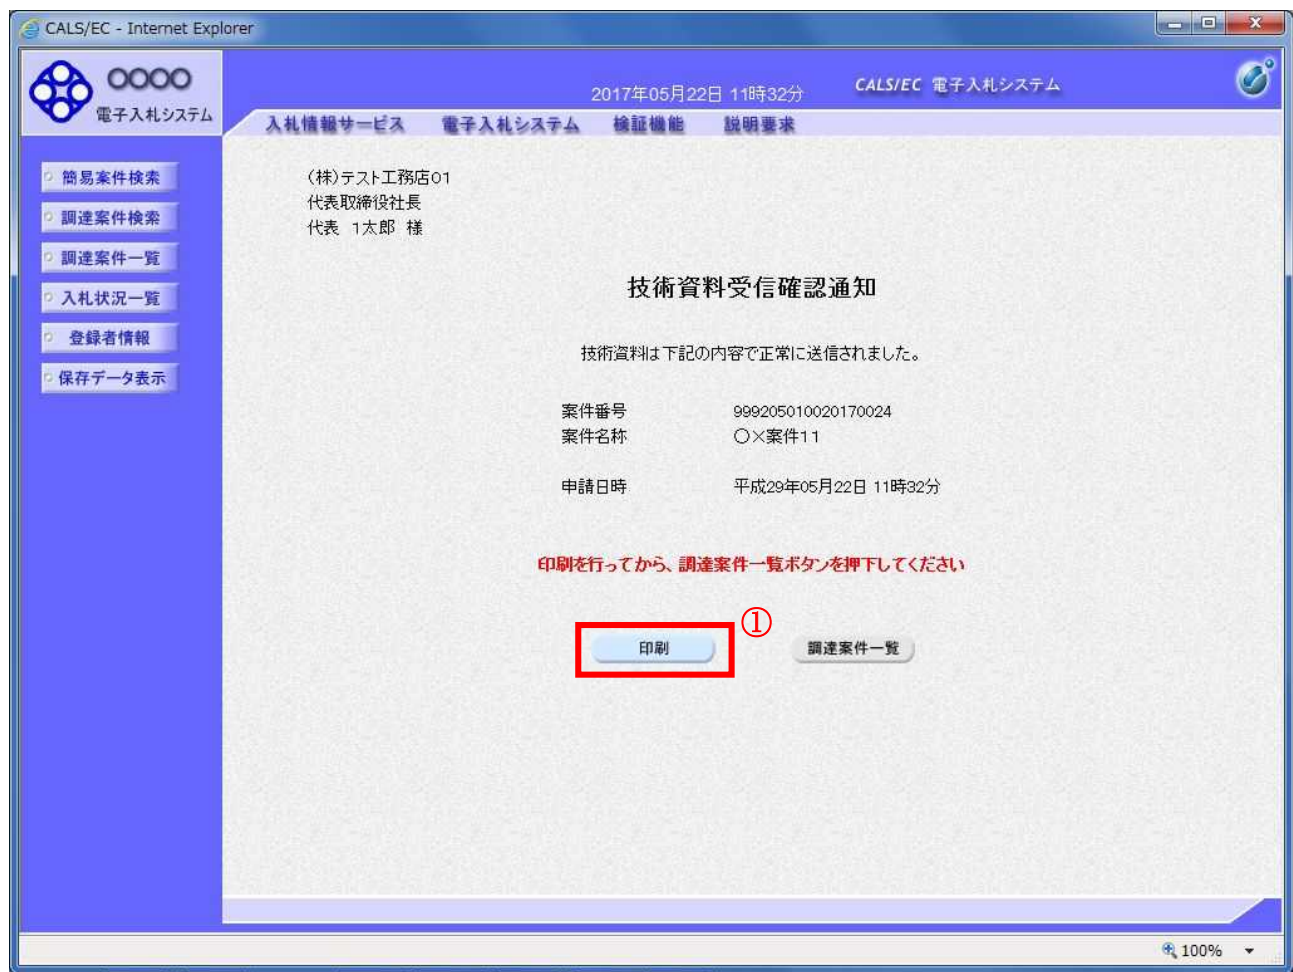 CALS/EC - Internet Explorer
〇〇〇〇
電子入札システム
2017年05月22日 11時32分
CALS/EC 電子入札システム
入札情報サービス 電子入札システム 検証機能 説明要求
簡易案件検索
調達案件検索
調達案件一覧
入札状況一覧
登録者情報
保存データ表示
(株)テスト工務店01
代表取締役社長
代表 1太郎 様
技術資料受信確認通知
技術資料は下記の内容で正常に送信されました。
案件番号 999205010020170024
案件名称 〇×案件11
申請日時 平成29年05月22日 11時32分
印刷を行ってから、調達案件一覧ボタンを押下してください
①
印刷 調達案件一覧
100%